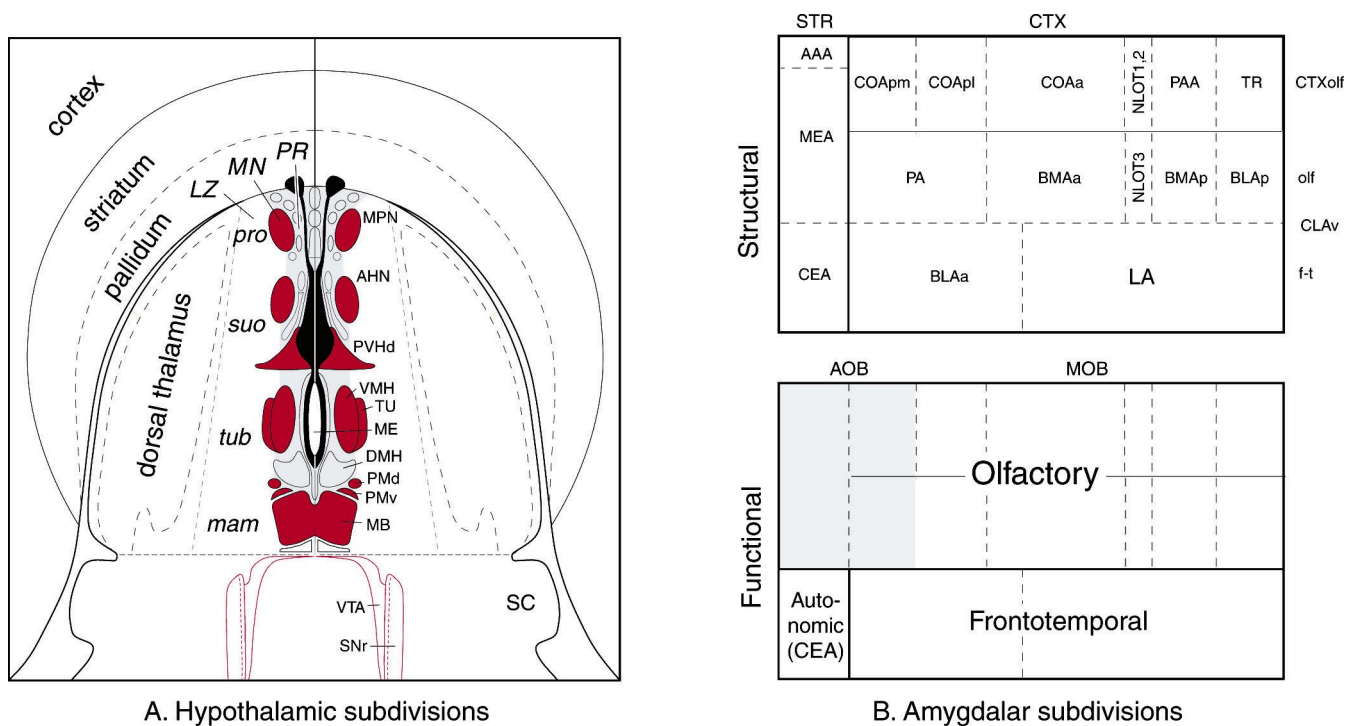 cortex
striatum
pallidum
dorsal thalamus
LZ
MN
PR
pro
MPN
AHN
suo
PVHd
VMH
TU
tub
ME
DMH
PMd
PMv
mam
MB
VTA
SC
SNr
A. Hypothalamic subdivisions
STR CTX
Structural
AAA
COApm COApl COAa NLOT1,2 PAA TR CTXolf
MEA
PA BMAa NLOT3 BMAp BLAp olf
CLAv
CEA BLAa LA f-t
AOB MOB
Functional
Olfactory
Auto-
nomic
(CEA)
Frontotemporal
B. Amygdalar subdivisions